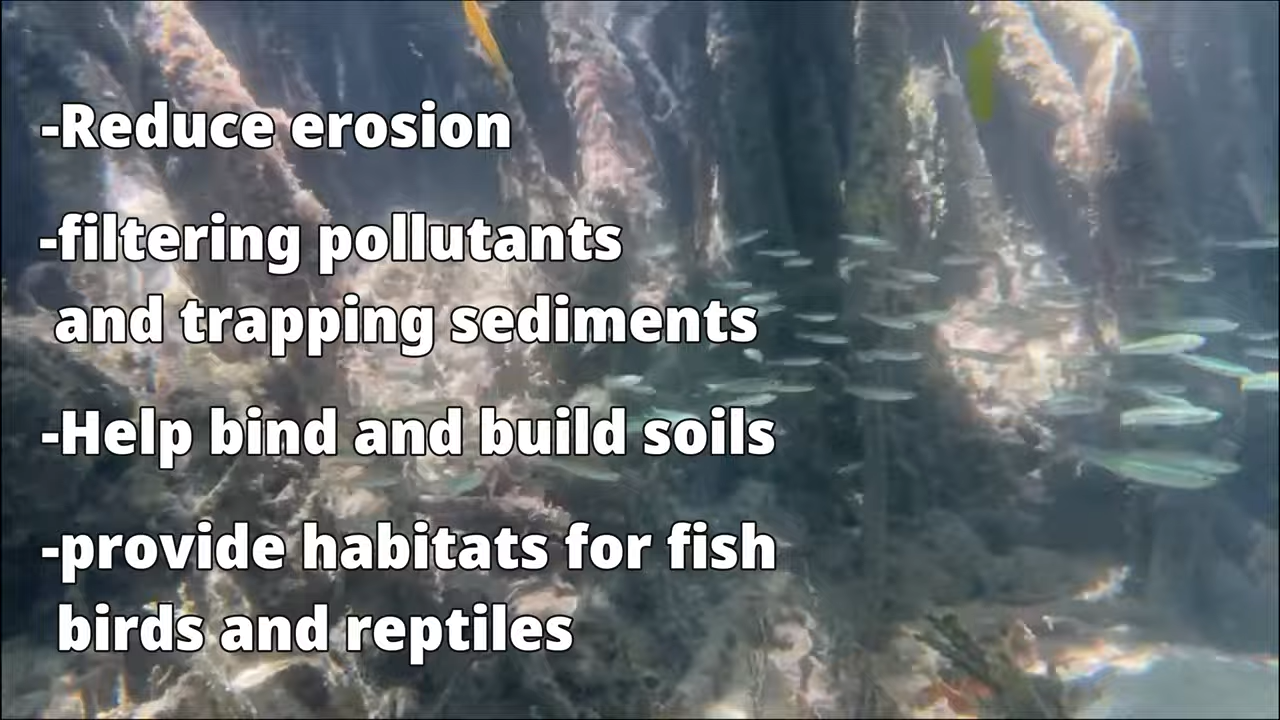 -Reduce erosion
-filtering pollutants
and trapping sediments
-Help bind and build soils
-provide habitats for fish
birds and reptiles